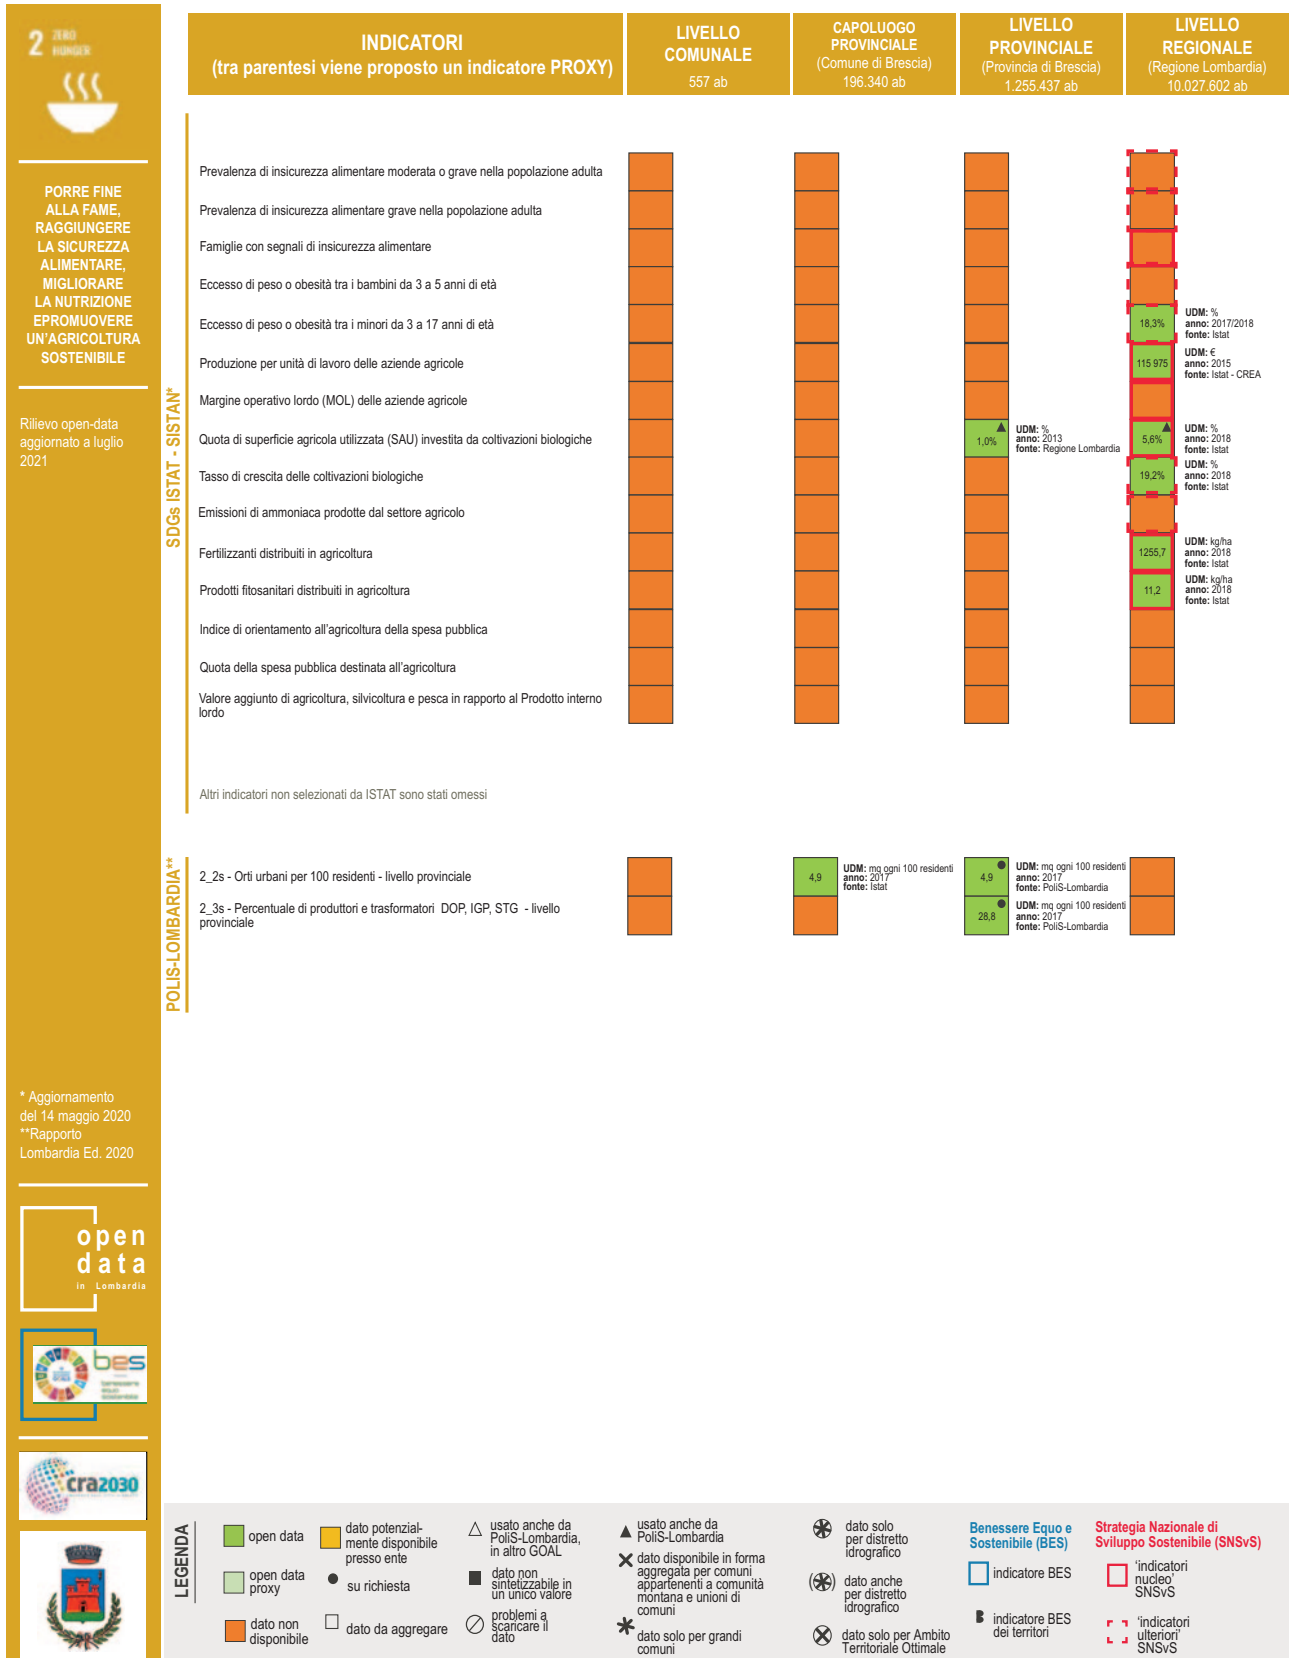 2 ZERO
HUNGER
PORRE FINE
ALLA FAME,
RAGGIUNGERE
LA SICUREZZA
ALIMENTARE,
MIGLIORARE
LA NUTRIZIONE
EPROMUOVERE
UN'AGRICOLTURA
SOSTENIBILE
Rilievo open-data
aggiornato a luglio
2021
* Aggiornamento
del 14 maggio 2020
**Rapporto
Lombardia Ed. 2020
open
data
in Lombardia
bes
benessere
equo
sostenibile
cra2030
INDICATORI
(tra parentesi viene proposto un indicatore PROXY)
LIVELLO
COMUNALE
557 ab
CAPOLUOGO
PROVINCIALE
(Comune di Brescia)
196.340 ab
LIVELLO
PROVINCIALE
(Provincia di Brescia)
1.255.437 ab
LIVELLO
REGIONALE
(Regione Lombardia)
10.027.602 ab
SDGs ISTAT - SISTAN*
Prevalenza di insicurezza alimentare moderata o grave nella popolazione adulta
Prevalenza di insicurezza alimentare grave nella popolazione adulta
Famiglie con segnali di insicurezza alimentare
Eccesso di peso o obesità tra i bambini da 3 a 5 anni di età
Eccesso di peso o obesità tra i minori da 3 a 17 anni di età
18,3%
UDM: %
anno: 2017/2018
fonte: Istat
Produzione per unità di lavoro delle aziende agricole
115 975
UDM: €
anno: 2015
fonte: Istat - CREA
Margine operativo lordo (MOL) delle aziende agricole
Quota di superficie agricola utilizzata (SAU) investita da coltivazioni biologiche
1,0%
UDM: %
anno: 2013
fonte: Regione Lombardia
5,6%
UDM: %
anno: 2018
fonte: Istat
Tasso di crescita delle coltivazioni biologiche
19,2%
UDM: %
anno: 2018
fonte: Istat
Emissioni di ammoniaca prodotte dal settore agricolo
Fertilizzanti distribuiti in agricoltura
1255,7
UDM: kg/ha
anno: 2018
fonte: Istat
Prodotti fitosanitari distribuiti in agricoltura
11,2
UDM: kg/ha
anno: 2018
fonte: Istat
Indice di orientamento all'agricoltura della spesa pubblica
Quota della spesa pubblica destinata all'agricoltura
Valore aggiunto di agricoltura, silvicoltura e pesca in rapporto al Prodotto interno
lordo
Altri indicatori non selezionati da ISTAT sono stati omessi
POLIS-LOMBARDIA**
2_2s - Orti urbani per 100 residenti - livello provinciale
4,9
UDM: mq ogni 100 residenti
anno: 2017
fonte: Istat
4,9
UDM: mq ogni 100 residenti
anno: 2017
fonte: PoliS-Lombardia
2_3s - Percentuale di produttori e trasformatori DOP, IGP, STG - livello
provinciale
28,8
UDM: mq ogni 100 residenti
anno: 2017
fonte: PoliS-Lombardia
LEGENDA
open data
open data
proxy
dato non
disponibile
dato potenzial-
mente disponibile
presso ente
su richiesta
dato da aggregare
usato anche da
PoliS-Lombardia,
in altro GOAL
dato non
sintetizzabile in
un unico valore
problemi a
scaricare il
dato
usato anche da
PoliS-Lombardia
dato disponibile in forma
aggregata per comuni
appartenenti a comunità
montana e unioni di
comuni
dato solo per grandi
comuni
dato solo
per distretto
idrografico
dato anche
per distretto
idrografico
dato solo per Ambito
Territoriale Ottimale
Benessere Equo e
Sostenibile (BES)
indicatore BES
indicatore BES
dei territori
Strategia Nazionale di
Sviluppo Sostenibile (SNSvS)
'indicatori
nucleo'
SNSvS
'indicatori
ulteriori'
SNSvS